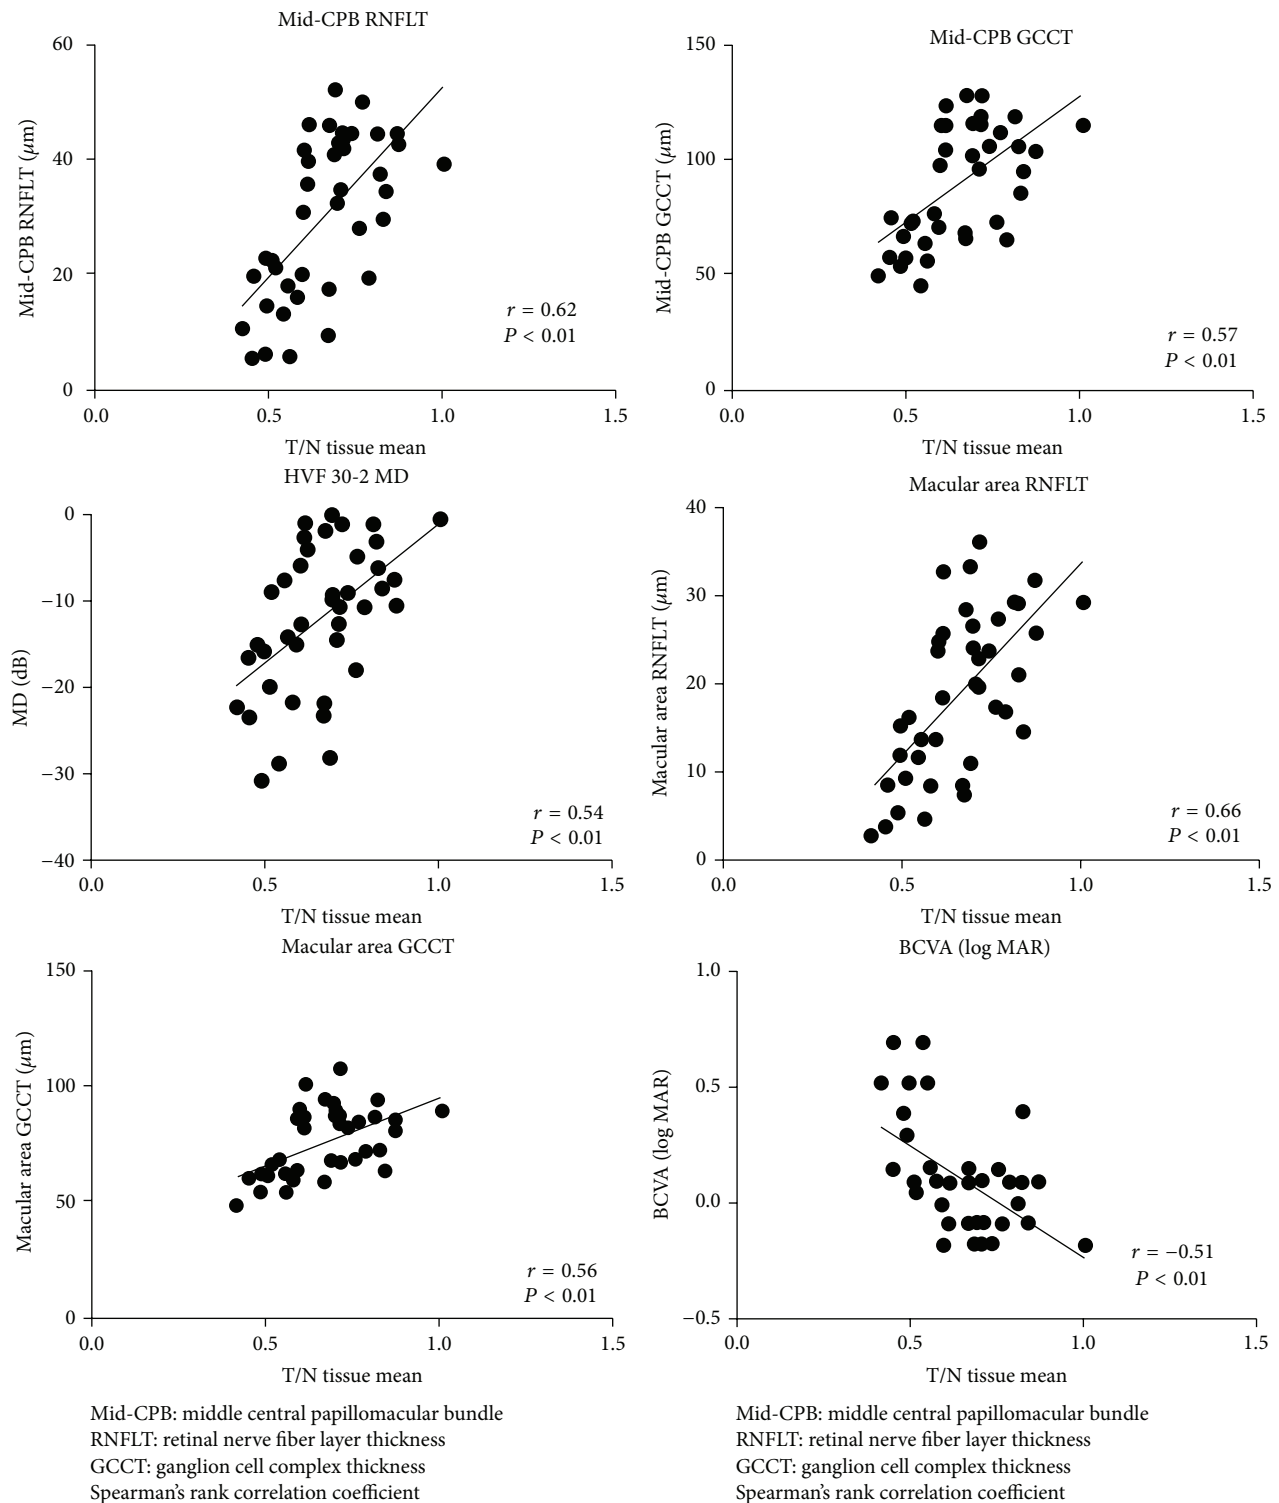 Mid-CPB RNFLT
60
40
20
0
Mid-CPB RNFLT (μm)
r = 0.62
P < 0.01
0.0 0.5 1.0 1.5
T/N tissue mean
Mid-CPB GCCT
150
100
50
0
Mid-CPB GCCT (μm)
r = 0.57
P < 0.01
0.0 0.5 1.0 1.5
T/N tissue mean
HVF 30-2 MD
0
−10
−20
−30
−40
MD (dB)
r = 0.54
P < 0.01
0.0 0.5 1.0 1.5
T/N tissue mean
Macular area RNFLT
40
30
20
10
0
Macular area RNFLT (μm)
r = 0.66
P < 0.01
0.0 0.5 1.0 1.5
T/N tissue mean
Macular area GCCT
150
100
50
0
Macular area GCCT (μm)
r = 0.56
P < 0.01
0.0 0.5 1.0 1.5
T/N tissue mean
BCVA (log MAR)
1.0
0.5
0.0
−0.5
BCVA (log MAR)
r = −0.51
P < 0.01
0.0 0.5 1.0 1.5
T/N tissue mean
Mid-CPB: middle central papillomacular bundle
RNFLT: retinal nerve fiber layer thickness
GCCT: ganglion cell complex thickness
Spearman's rank correlation coefficient
Mid-CPB: middle central papillomacular bundle
RNFLT: retinal nerve fiber layer thickness
GCCT: ganglion cell complex thickness
Spearman's rank correlation coefficient